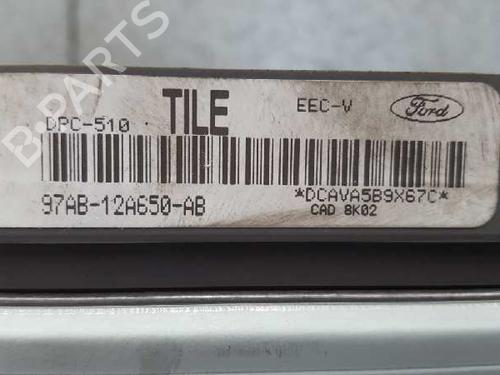 B-PARTS
DPC-510 TILE EEC-V Ford
97AB-12A650-AB *DCAVA5B9X67C*
CAD 8K02